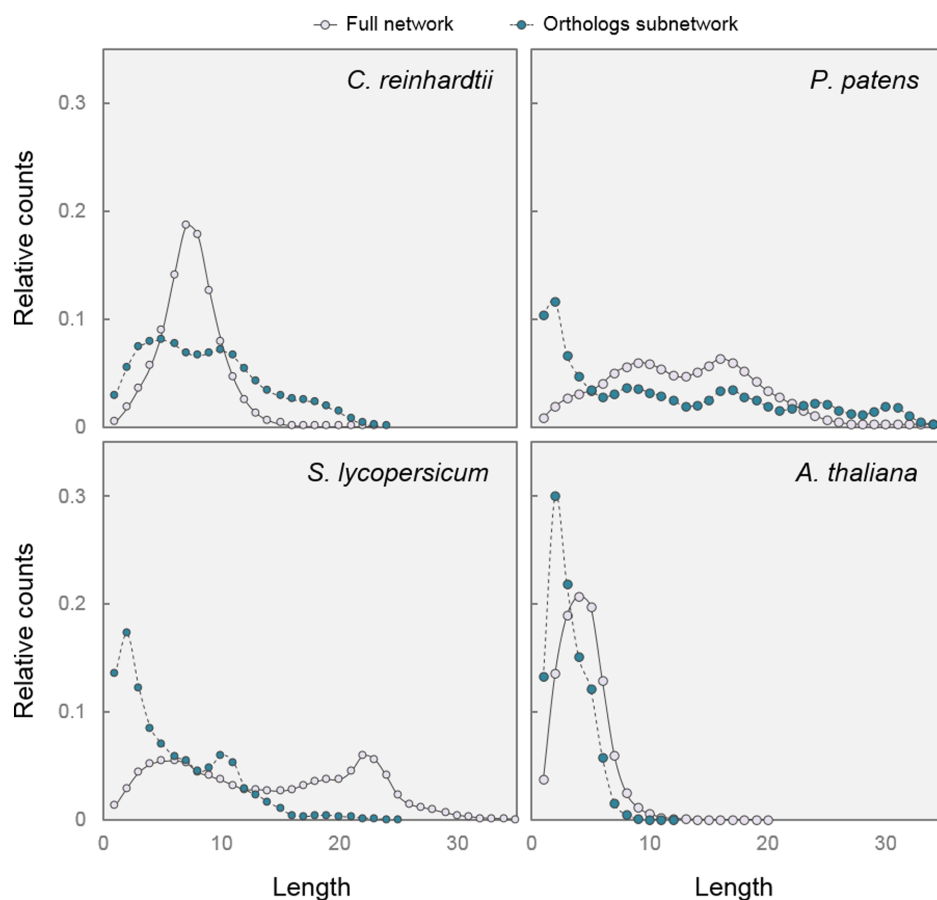 Full network Orthologs subnetwork
C. reinhardtii P. patens
0.3
0.2
0.1
0
Relative counts
S. lycopersicum A. thaliana
0.3
0.2
0.1
0
Relative counts
0 10 20 30 0 10 20 30
Length Length